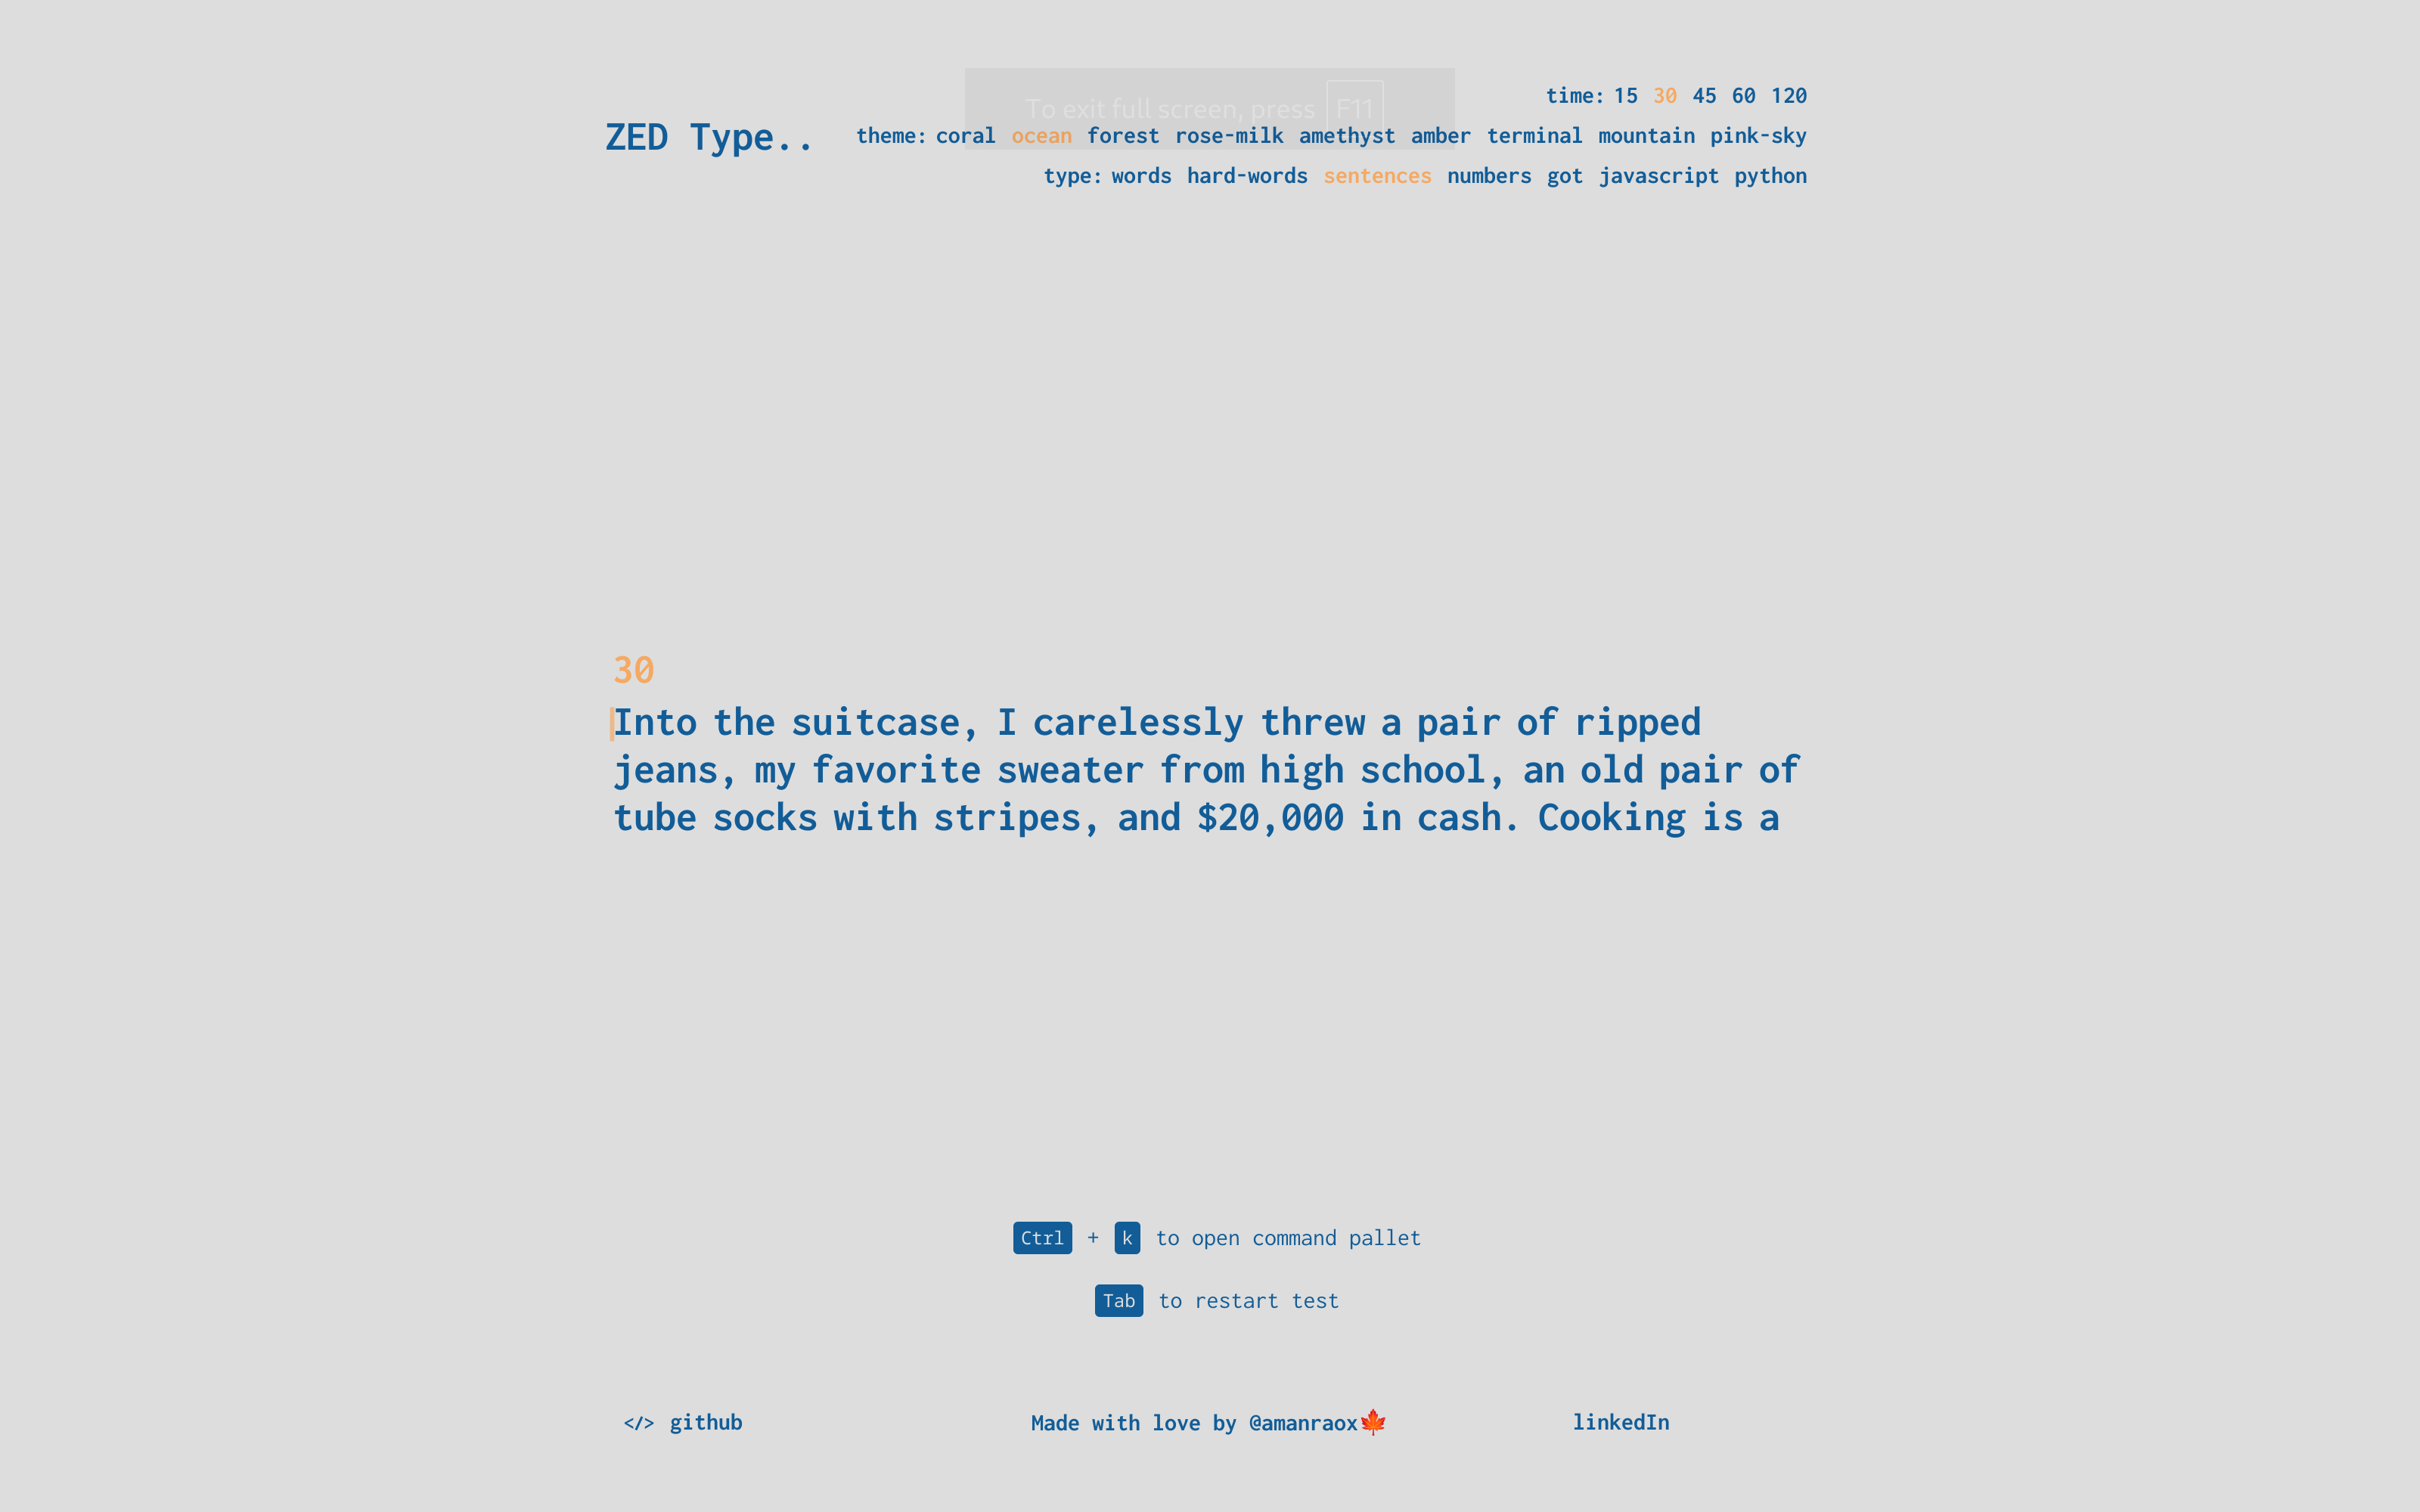 To exit full screen, press F11
time: 15 30 45 60 120
ZED Type..
theme: coral ocean forest rose-milk amethyst amber terminal mountain pink-sky
type: words hard-words sentences numbers got javascript python
30
Into the suitcase, I carelessly threw a pair of ripped
jeans, my favorite sweater from high school, an old pair of
tube socks with stripes, and $20,000 in cash. Cooking is a
Ctrl + k to open command pallet
Tab to restart test
</> github
Made with love by @amanraox🍁
linkedIn